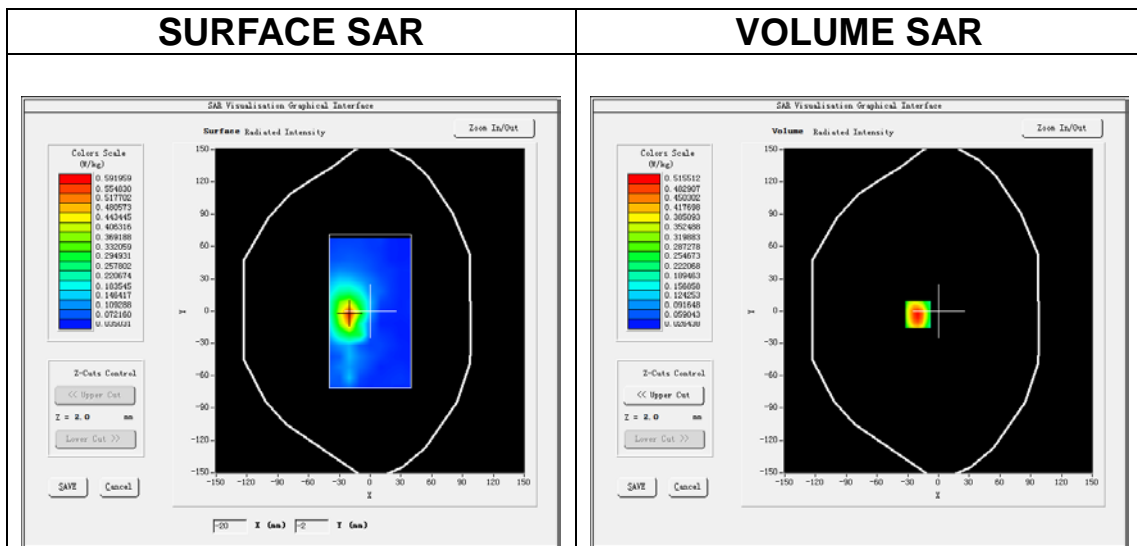 SURFACE SAR
VOLUME SAR
SAR Visualisation Graphical Interface
Surface Radiated Intensity
Zoom In/Out
Colors Scale
(W/kg)
0.591959
0.554830
0.517702
0.480573
0.443445
0.406316
0.369188
0.332059
0.294931
0.257802
0.220674
0.183545
0.146417
0.109288
0.072160
0.035031
150
120
90
60
30
0
-30
-60
-90
-120
-150
Y
-150 -120 -90 -60 -30 0 30 60 90 120 150
X
Z-Cuts Control
<< Upper Cut
Z = 2.0 mm
Lower Cut >>
SAVE Cancel
-20 X (mm) -2 Y (mm)
SAR Visualisation Graphical Interface
Volume Radiated Intensity
Zoom In/Out
Colors Scale
(W/kg)
0.515512
0.482907
0.450302
0.417698
0.385093
0.352488
0.319883
0.287278
0.254673
0.222068
0.189463
0.156858
0.124253
0.091648
0.059043
0.026438
150
120
90
60
30
0
-30
-60
-90
-120
-150
Y
-150 -120 -90 -60 -30 0 30 60 90 120 150
X
Z-Cuts Control
<< Upper Cut
Z = 2.0 mm
Lower Cut >>
SAVE Cancel